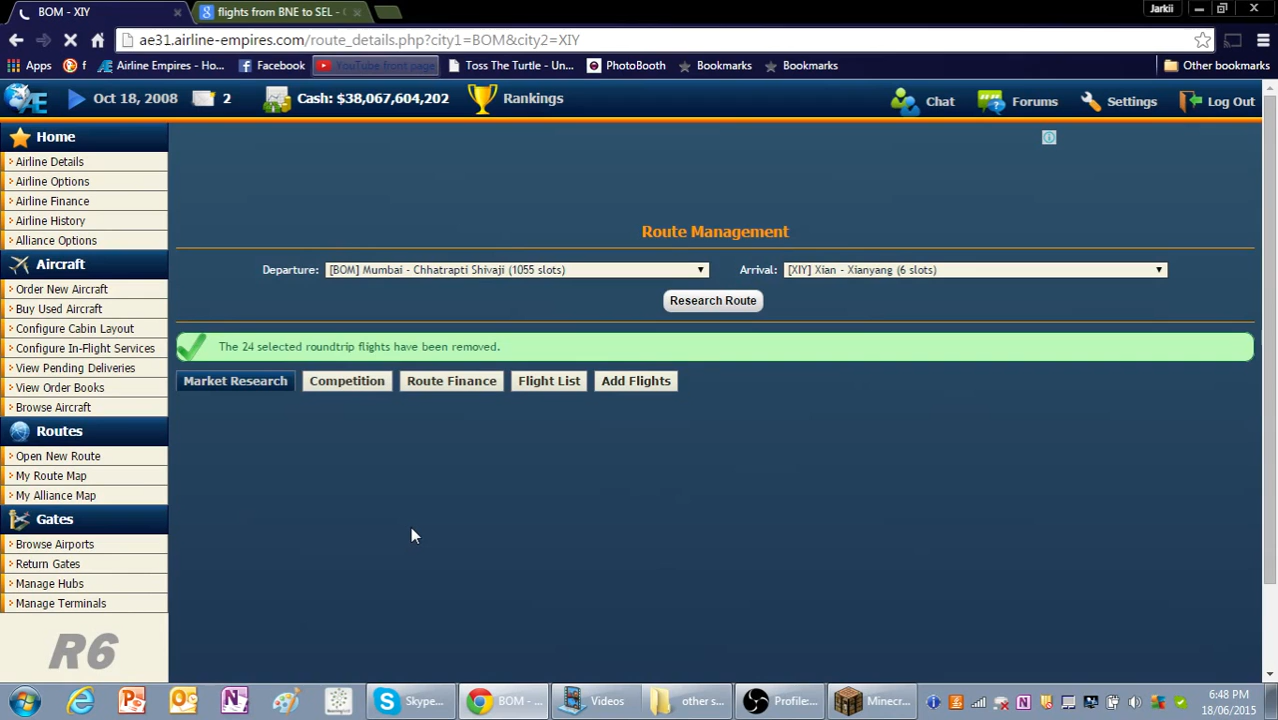 BOM - XIY
flights from BNE to SEL - G
Jarkii
ae31.airline-empires.com/route_details.php?city1=BOM&city2=XIY
Apps
f
Airline Empires - Ho...
Facebook
YouTube front page
Toss The Turtle - Un...
PhotoBooth
Bookmarks
Bookmarks
Other bookmarks
AE
Oct 18, 2008
2
Cash: $38,067,604,202
Rankings
Chat
Forums
Settings
Log Out
Home
Airline Details
Airline Options
Airline Finance
Airline History
Alliance Options
Aircraft
Order New Aircraft
Buy Used Aircraft
Configure Cabin Layout
Configure In-Flight Services
View Pending Deliveries
View Order Books
Browse Aircraft
Routes
Open New Route
My Route Map
My Alliance Map
Gates
Browse Airports
Return Gates
Manage Hubs
Manage Terminals
R6
Route Management
Departure: [BOM] Mumbai - Chhatrapti Shivaji (1055 slots) Arrival: [XIY] Xian - Xianyang (6 slots)
Research Route
The 24 selected roundtrip flights have been removed.
Market Research Competition Route Finance Flight List Add Flights
Skype...
BOM - ...
Videos
other s...
Profile:...
Minecr...
6:48 PM
18/06/2015